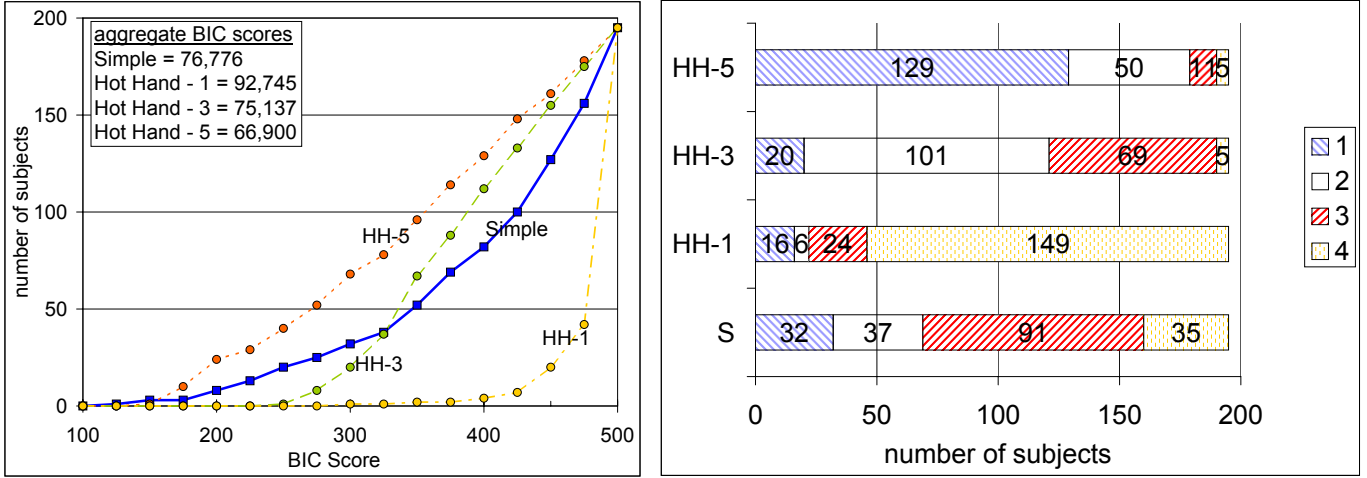 aggregate BIC scores
Simple = 76,776
Hot Hand - 1 = 92,745
Hot Hand - 3 = 75,137
Hot Hand - 5 = 66,900
number of subjects
200
150
100
50
0
HH-5
Simple
HH-3
HH-1
100
200
300
400
500
BIC Score
HH-5
129
50
11
5
HH-3
20
101
69
5
HH-1
16
6
24
149
S
32
37
91
35
0
50
100
150
200
number of subjects
1
2
3
4